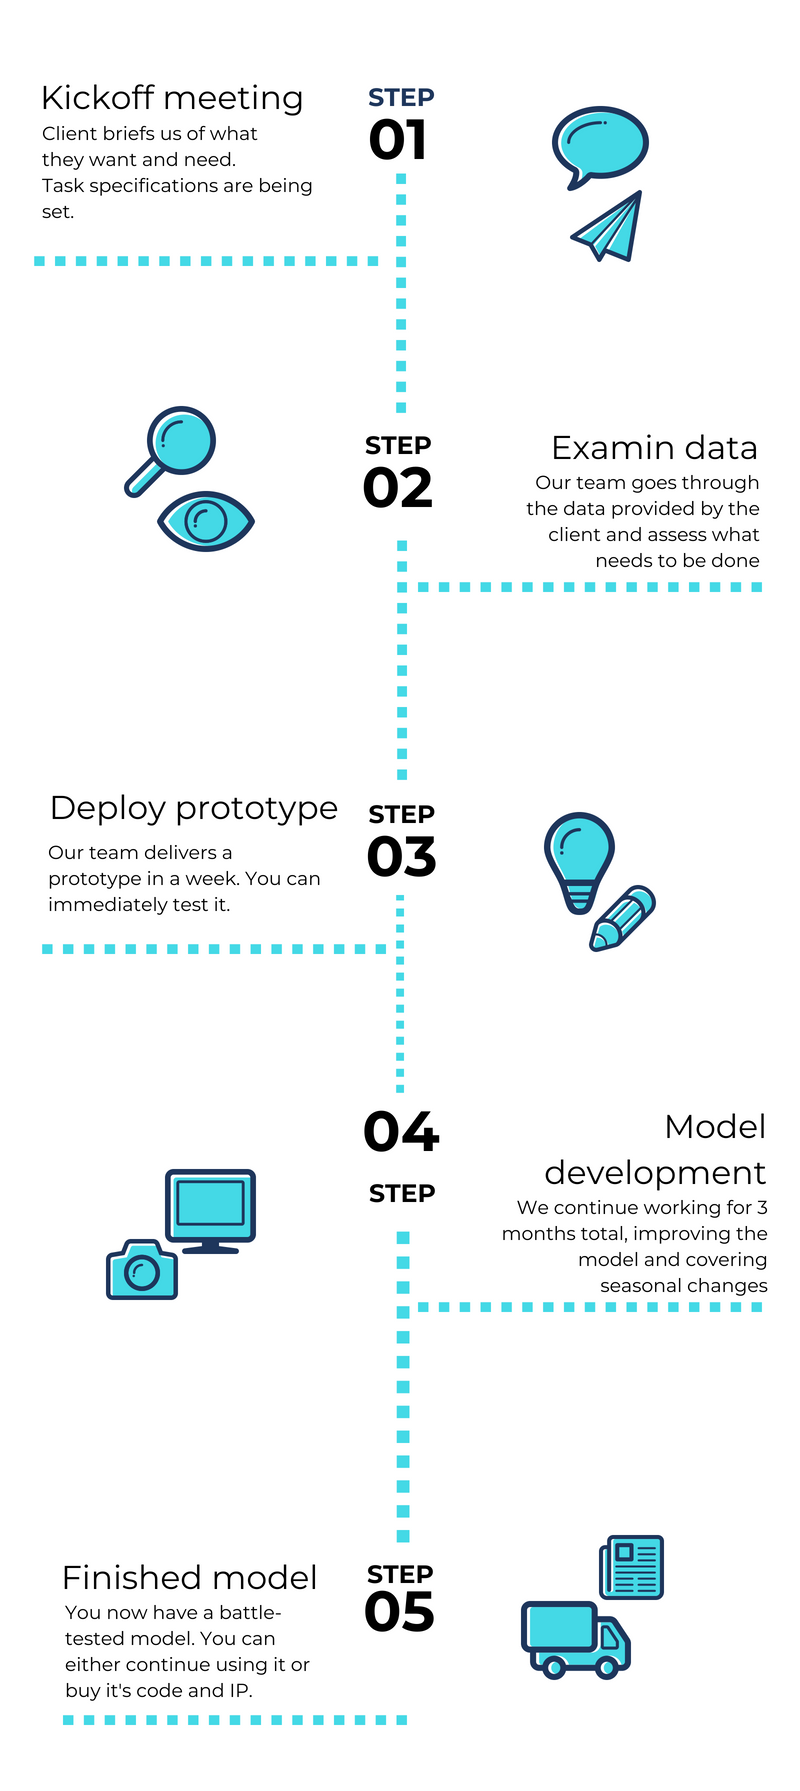 Kickoff meeting
Client briefs us of what
they want and need.
Task specifications are being
set.
STEP
01
STEP
02
Examin data
Our team goes through
the data provided by the
client and assess what
needs to be done
Deploy prototype
Our team delivers a
prototype in a week. You can
immediately test it.
STEP
03
04
STEP
Model
development
We continue working for 3
months total, improving the
model and covering
seasonal changes
Finished model
You now have a battle-
tested model. You can
either continue using it or
buy it's code and IP.
STEP
05